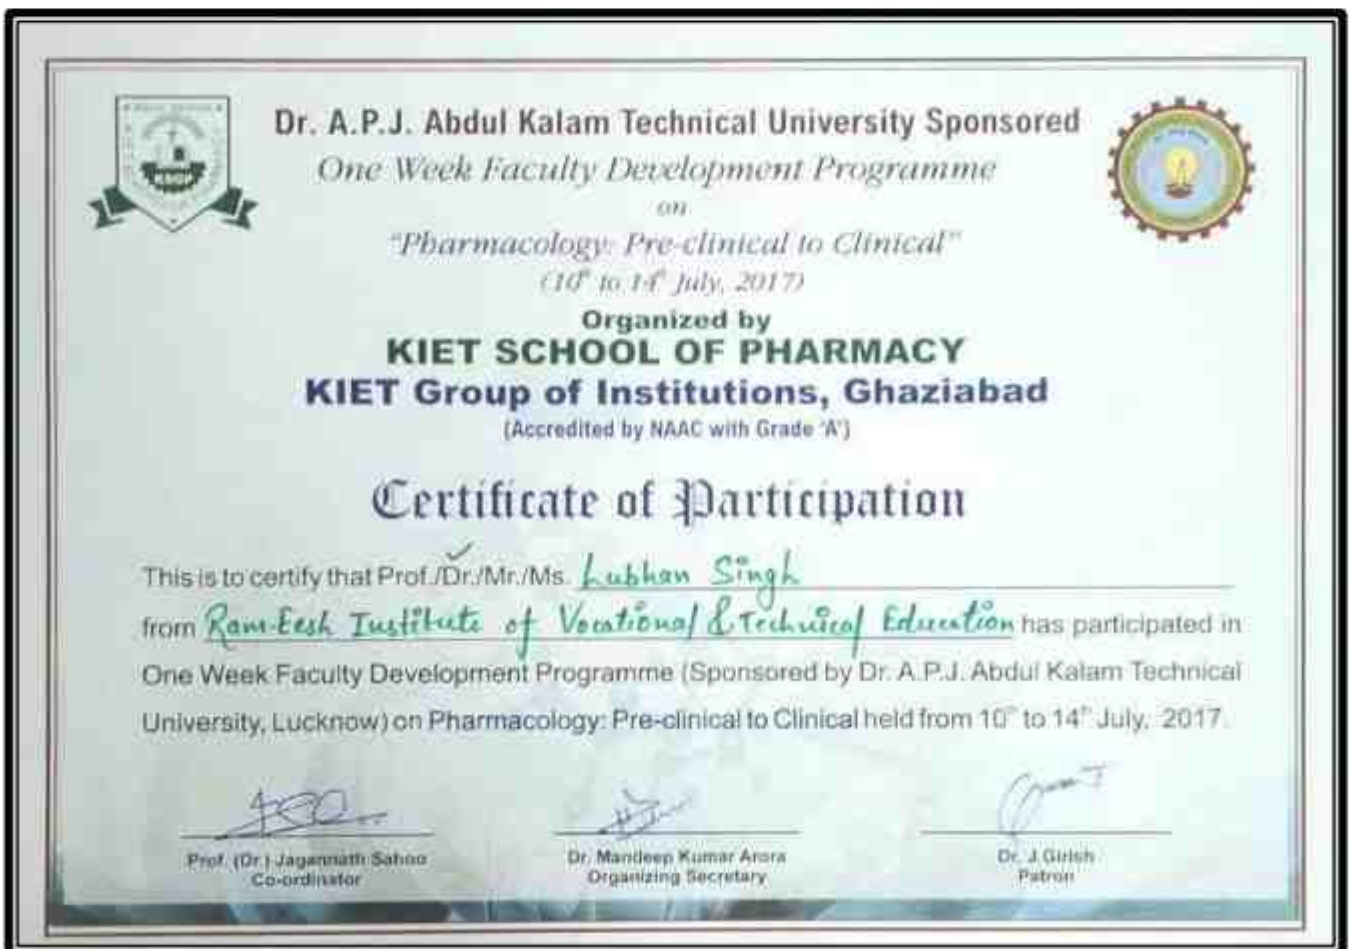 Dr. A.P.J. Abdul Kalam Technical University Sponsored
One Week Faculty Development Programme
on
"Pharmacology: Pre-clinical to Clinical"
(10th to 14th July, 2017)
Organized by
KIET SCHOOL OF PHARMACY
KIET Group of Institutions, Ghaziabad
(Accredited by NAAC with Grade 'A')
Certificate of Participation
This is to certify that Prof./Dr./Mr./Ms. Lubhan Singh
from Ram-Eesh Institute of Vocational & Technical Education has participated in
One Week Faculty Development Programme (Sponsored by Dr. A.P.J. Abdul Kalam Technical
University, Lucknow) on Pharmacology: Pre-clinical to Clinical held from 10th to 14th July, 2017.
Prof. (Dr.) Jagannath Sahoo
Co-ordinator
Dr. Mandeep Kumar Arora
Organizing Secretary
Dr. J Girish
Patron